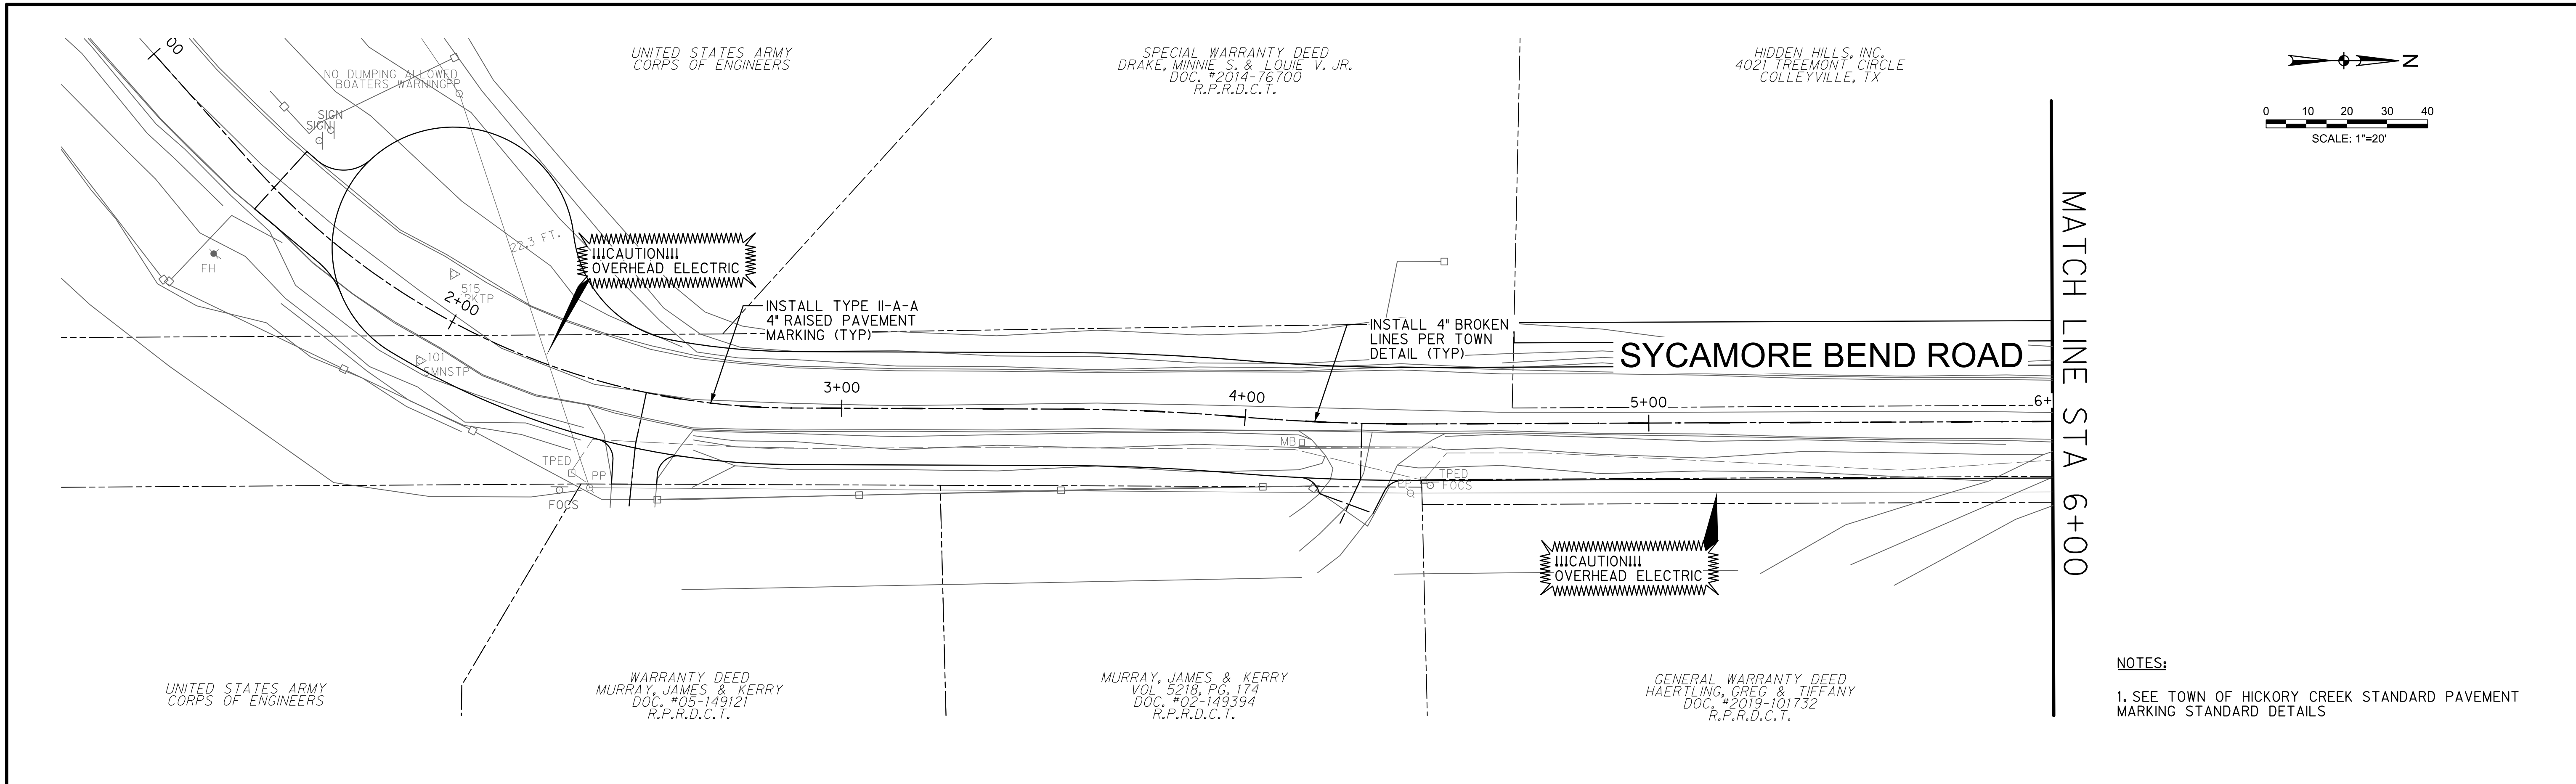 UNITED STATES ARMY
CORPS OF ENGINEERS
SPECIAL WARRANTY DEED
DRAKE, MINNIE S. & LOUIE V. JR.
DOC. #2014-76700
R.P.R.D.C.T.
HIDDEN HILLS, INC.
4021 TREEMONT CIRCLE
COLLEYVILLE, TX
N
0 10 20 30 40
SCALE: 1"=20'
00
NO DUMPING ALLOWED
BOATERS WARNING
PP
SIGN
SIGN
FH
22.3 FT.
!!!CAUTION!!!
OVERHEAD ELECTRIC
515
PKTP
2+00
101
SMNSTP
INSTALL TYPE II-A-A
4" RAISED PAVEMENT
MARKING (TYP)
INSTALL 4" BROKEN
LINES PER TOWN
DETAIL (TYP)
SYCAMORE BEND ROAD
3+00
4+00
5+00
6+
MATCH LINE STA 6+00
MB
TPED
PP
FOCS
TPED
PP
FOCS
!!!CAUTION!!!
OVERHEAD ELECTRIC
UNITED STATES ARMY
CORPS OF ENGINEERS
WARRANTY DEED
MURRAY, JAMES & KERRY
DOC. #05-149121
R.P.R.D.C.T.
MURRAY, JAMES & KERRY
VOL 5218, PG. 174
DOC. #02-149394
R.P.R.D.C.T.
GENERAL WARRANTY DEED
HAERTLING, GREG & TIFFANY
DOC. #2019-101732
R.P.R.D.C.T.
NOTES:
1. SEE TOWN OF HICKORY CREEK STANDARD PAVEMENT
MARKING STANDARD DETAILS